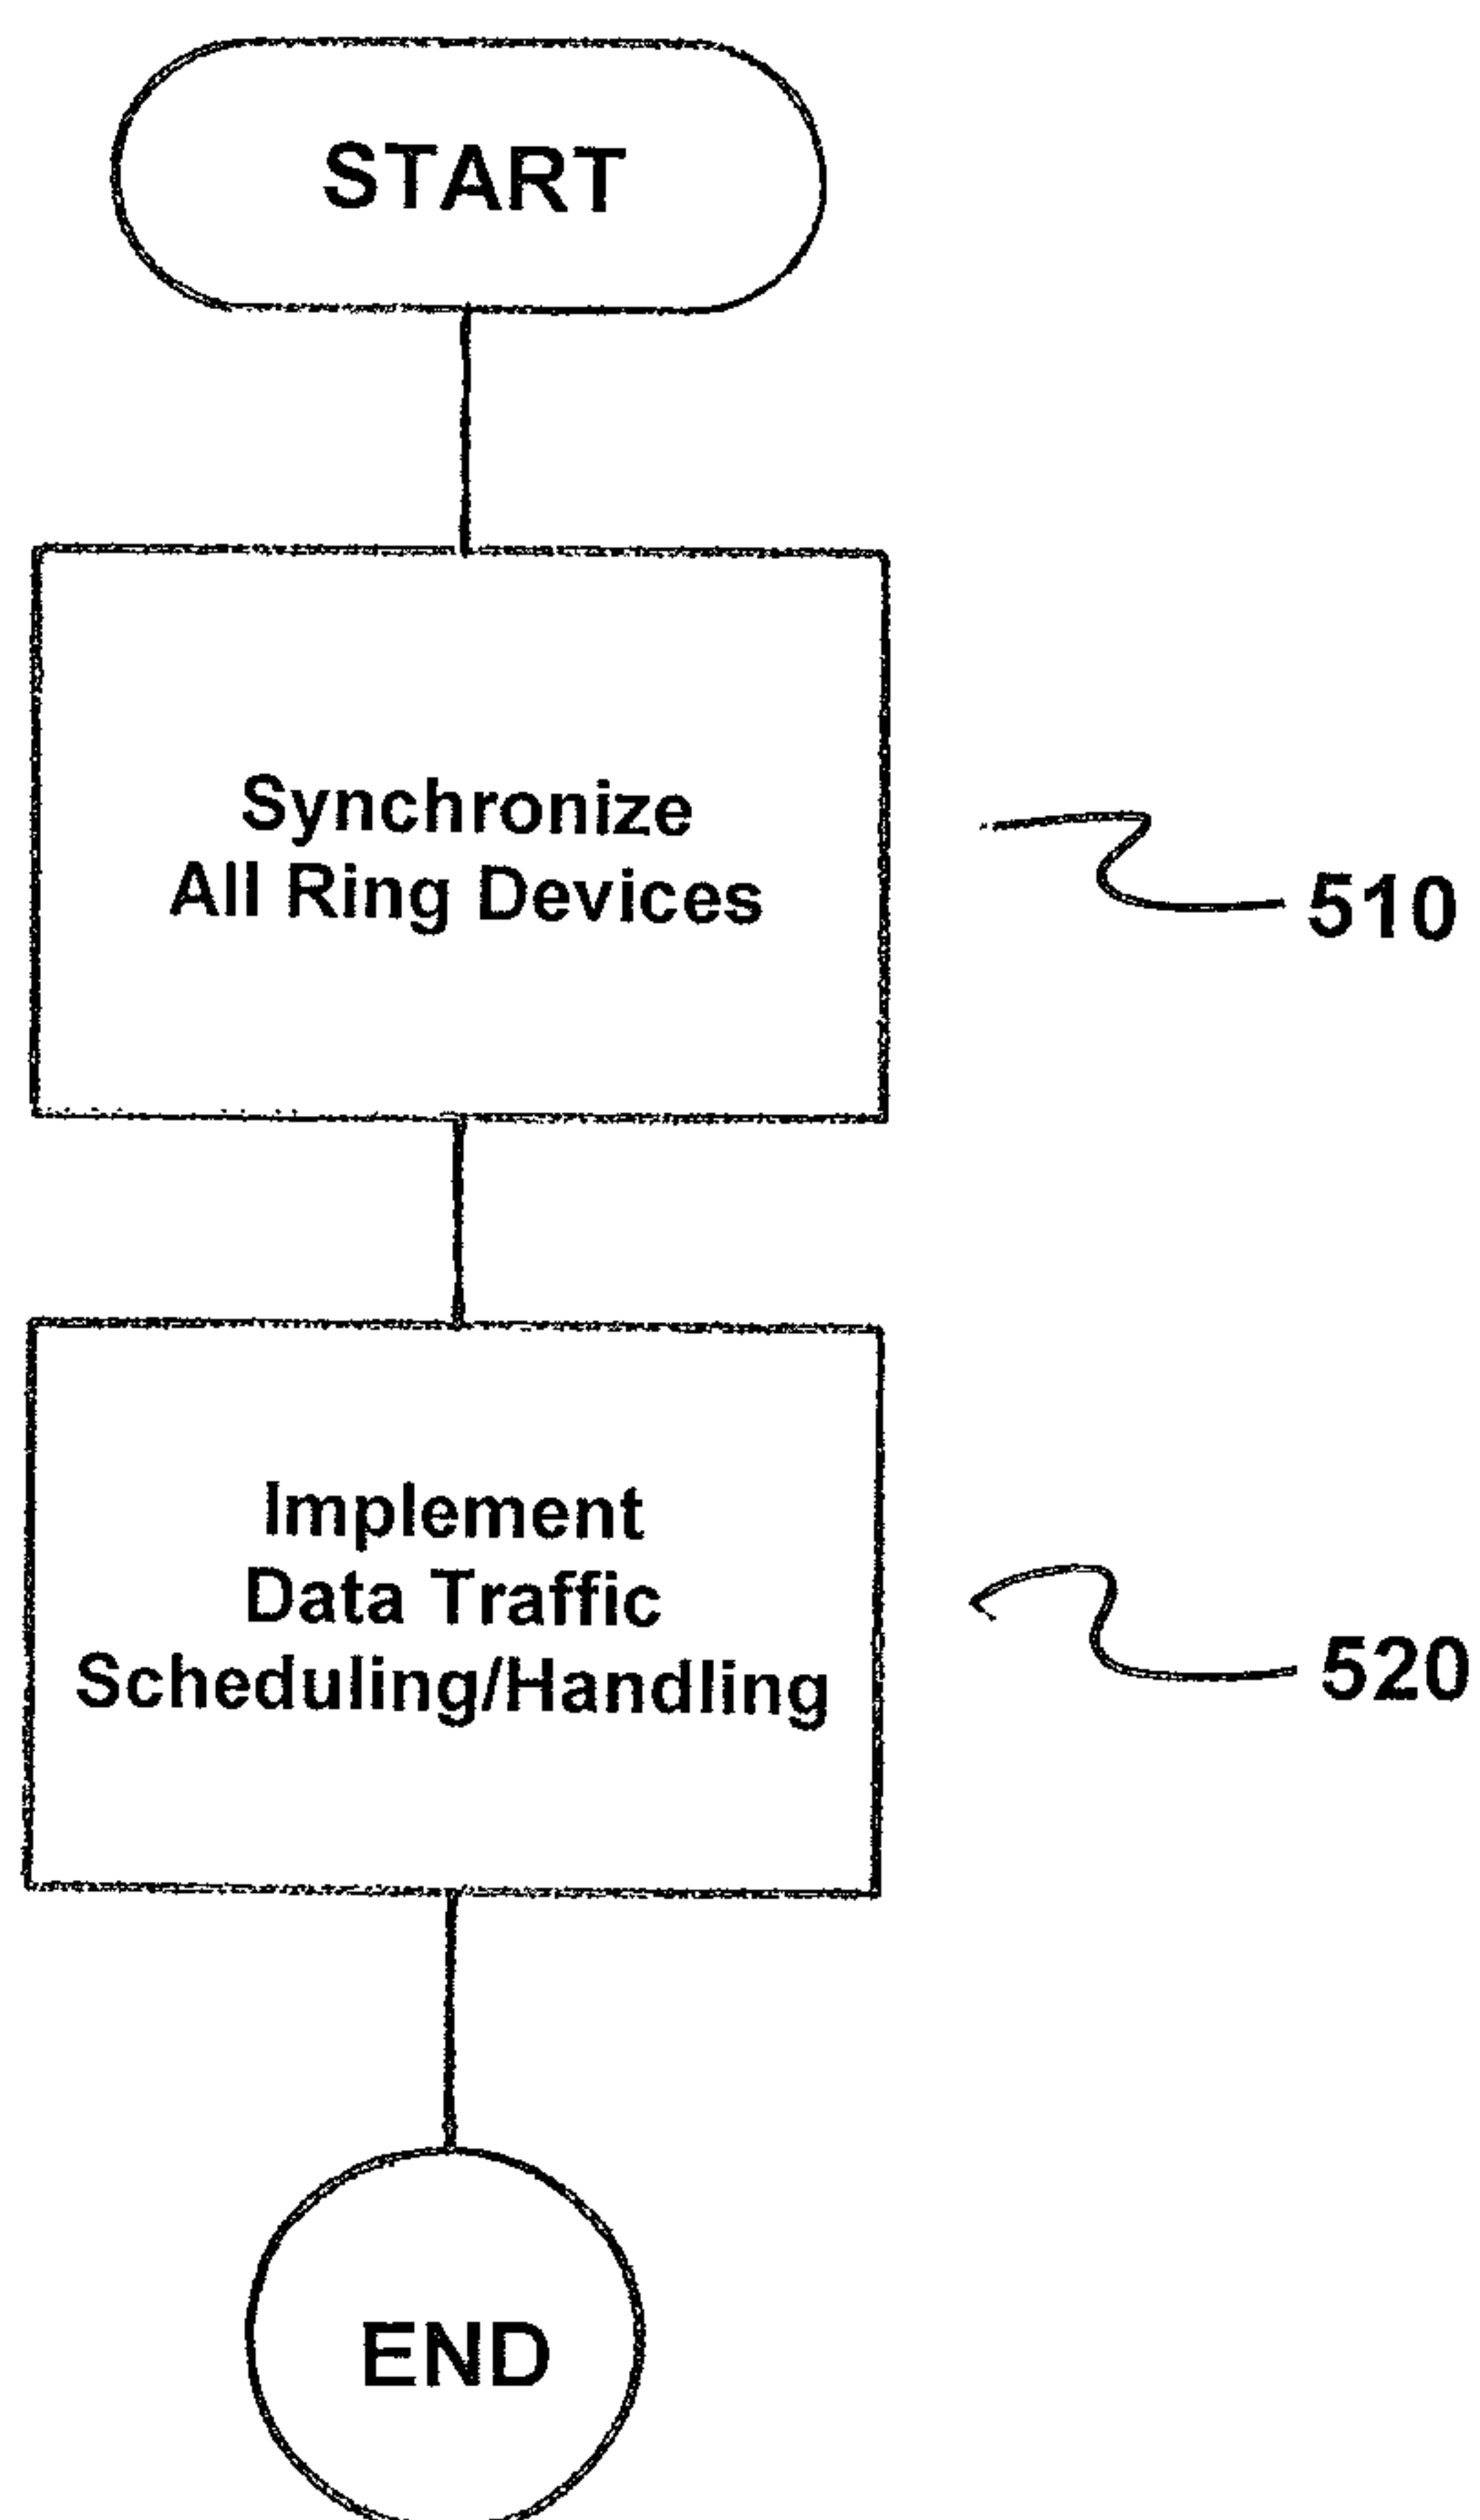 START
Synchronize
All Ring Devices
510
Implement
Data Traffic
Scheduling/Handling
520
END